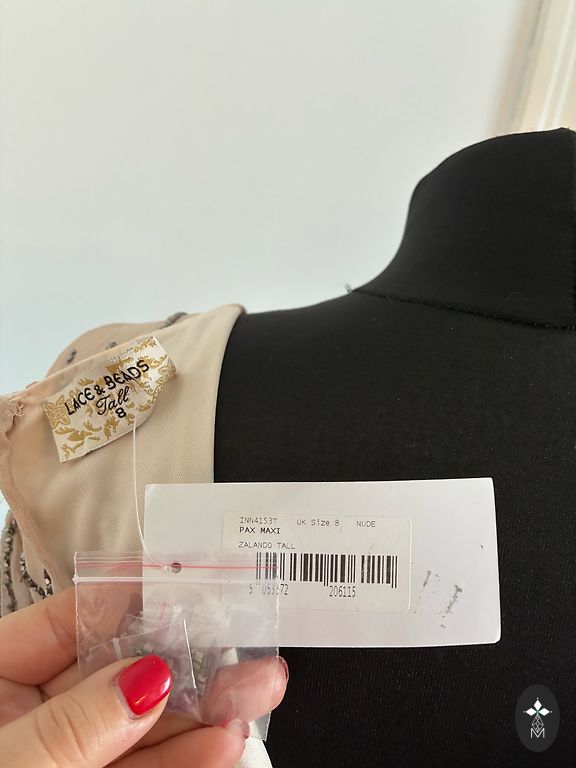 LACE & BEADS
Tall
8
INN4153T UK Size 8 NUDE
PAX MAXI
ZALANDO TALL
206115
M